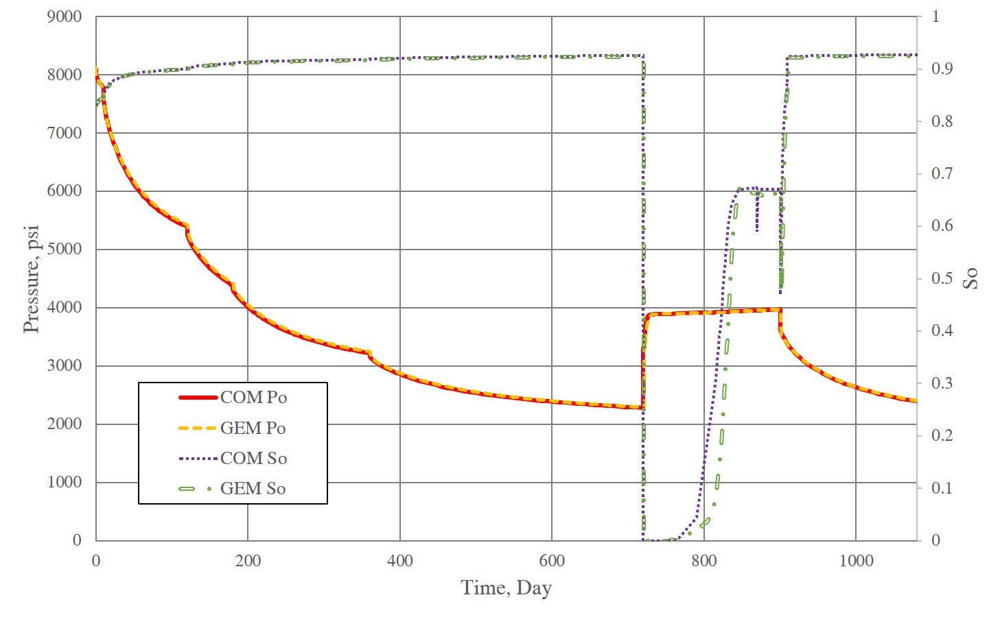 9000
8000
7000
6000
5000
4000
3000
2000
1000
0
Pressure, psi
1
0.9
0.8
0.7
0.6
0.5
0.4
0.3
0.2
0.1
0
So
COM Po
GEM Po
COM So
GEM So
0 200 400 600 800 1000
Time, Day